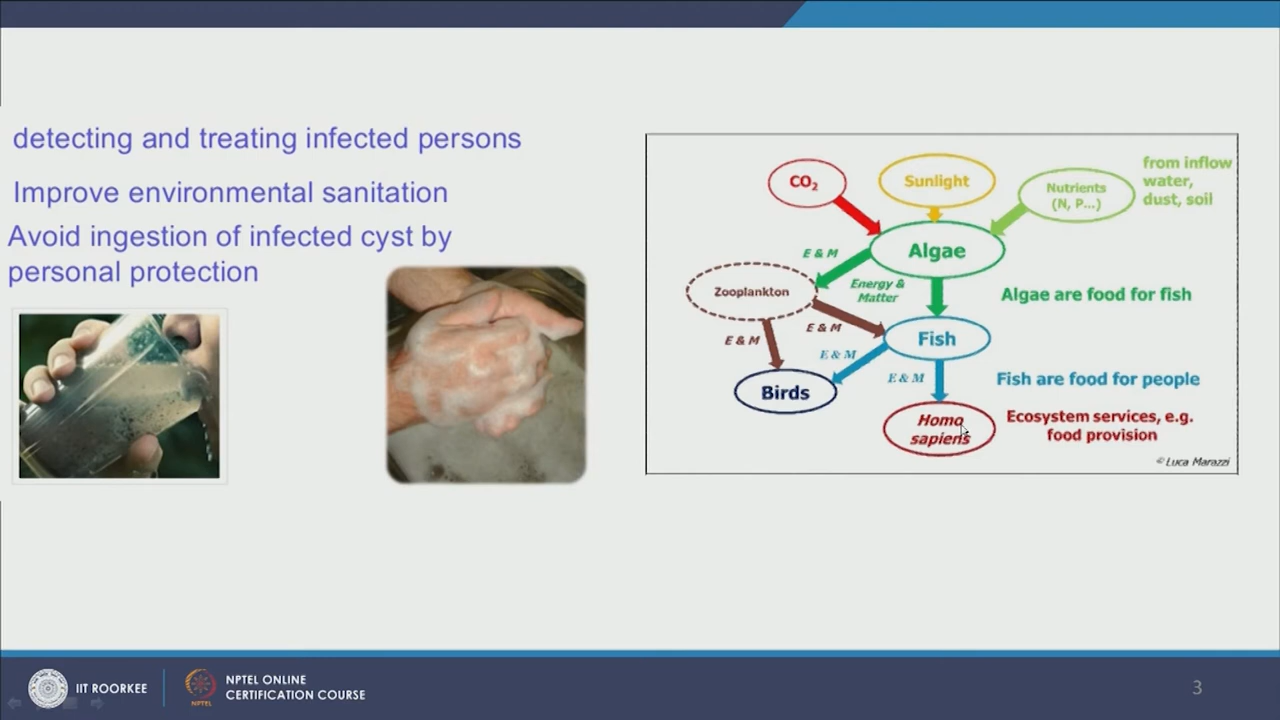 detecting and treating infected persons
Improve environmental sanitation
Avoid ingestion of infected cyst by
personal protection
CO2
Sunlight
Nutrients
(N, P...)
from inflow
water,
dust, soil
E & M
Algae
Zooplankton
Energy &
Matter
Algae are food for fish
E & M
E & M
Fish
E & M
E & M
Fish are food for people
Birds
Homo
sapiens
Ecosystem services, e.g.
food provision
© Luca Marazzi
IIT ROORKEE
NPTEL
NPTEL ONLINE
CERTIFICATION COURSE
3